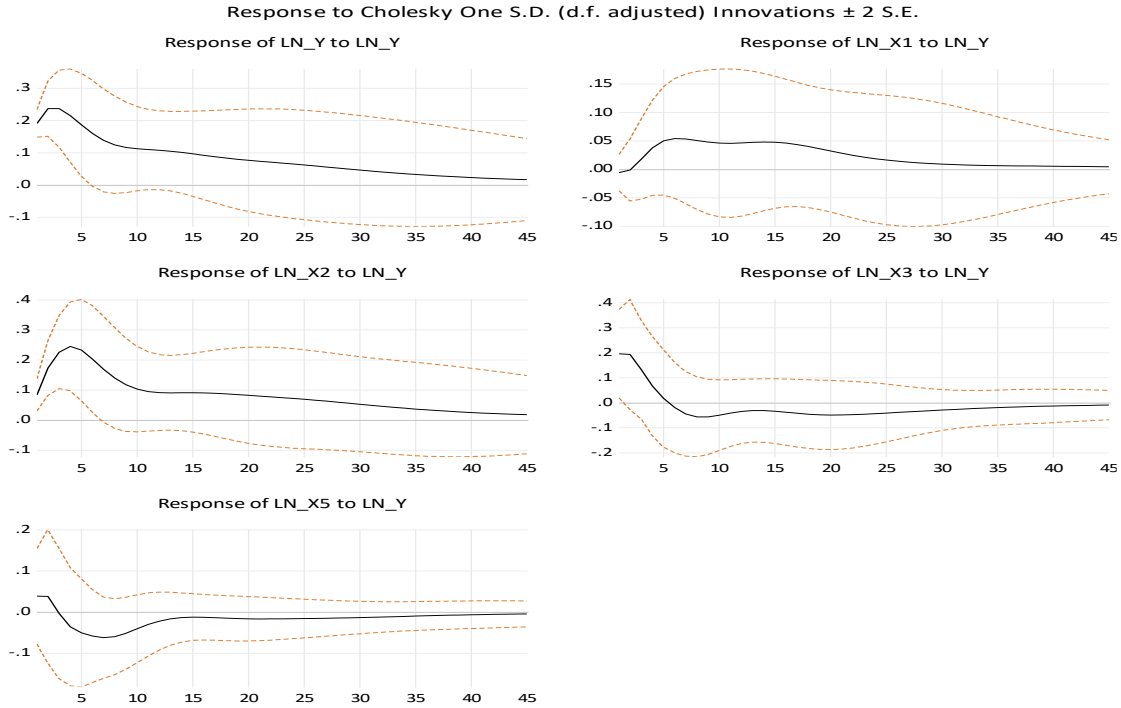 Response to Cholesky One S.D. (d.f. adjusted) Innovations ± 2 S.E.
Response of LN_Y to LN_Y
.3
.2
.1
.0
-.1
5 10 15 20 25 30 35 40 45
Response of LN_X1 to LN_Y
.15
.10
.05
.00
-.05
-.10
5 10 15 20 25 30 35 40 45
Response of LN_X2 to LN_Y
.4
.3
.2
.1
.0
-.1
5 10 15 20 25 30 35 40 45
Response of LN_X3 to LN_Y
.4
.3
.2
.1
.0
-.1
-.2
5 10 15 20 25 30 35 40 45
Response of LN_X5 to LN_Y
.2
.1
.0
-.1
5 10 15 20 25 30 35 40 45